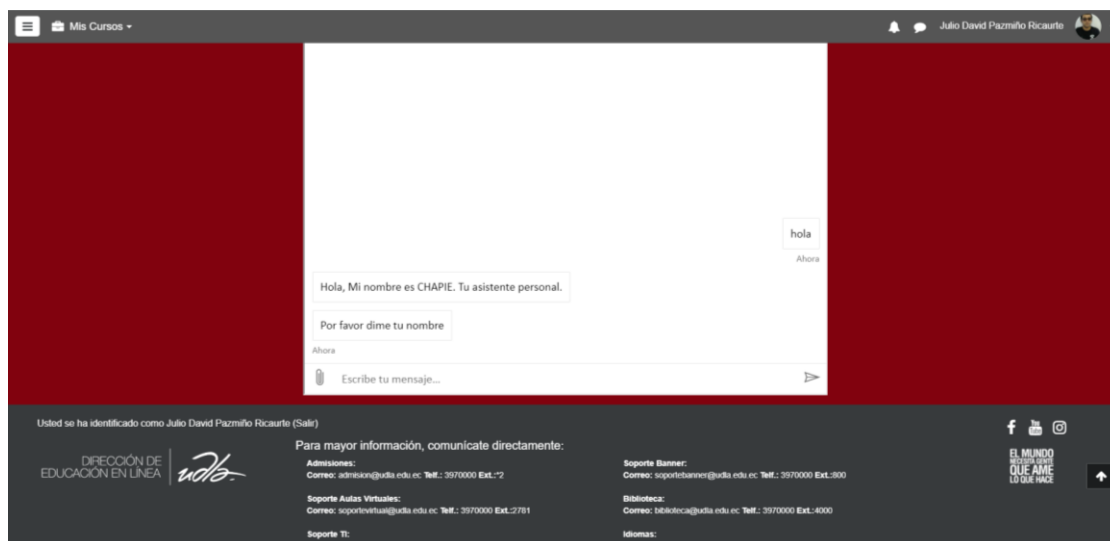 Mis Cursos
Julio David Pazmiño Ricaurte
hola
Ahora
Hola, Mi nombre es CHAPIE. Tu asistente personal.
Por favor dime tu nombre
Ahora
Escribe tu mensaje...
Usted se ha identificado como Julio David Pazmiño Ricaurte (Salir)
Para mayor información, comunícate directamente:
DIRECCIÓN DE
EDUCACIÓN EN LÍNEA
udla-
Admisiones:
Correo: admision@udla.edu.ec Telf.: 3970000 Ext.:*2
Soporte Aulas Virtuales:
Correo: soportevirtual@udla.edu.ec Telf.: 3970000 Ext.:2781
Soporte TI:
Soporte Banner:
Correo: soportebanner@udla.edu.ec Telf.: 3970000 Ext.:800
Biblioteca:
Correo: biblioteca@udla.edu.ec Telf.: 3970000 Ext.:4000
Idiomas:
EL MUNDO
NECESITA GENTE
QUE AME
LO QUE HACE